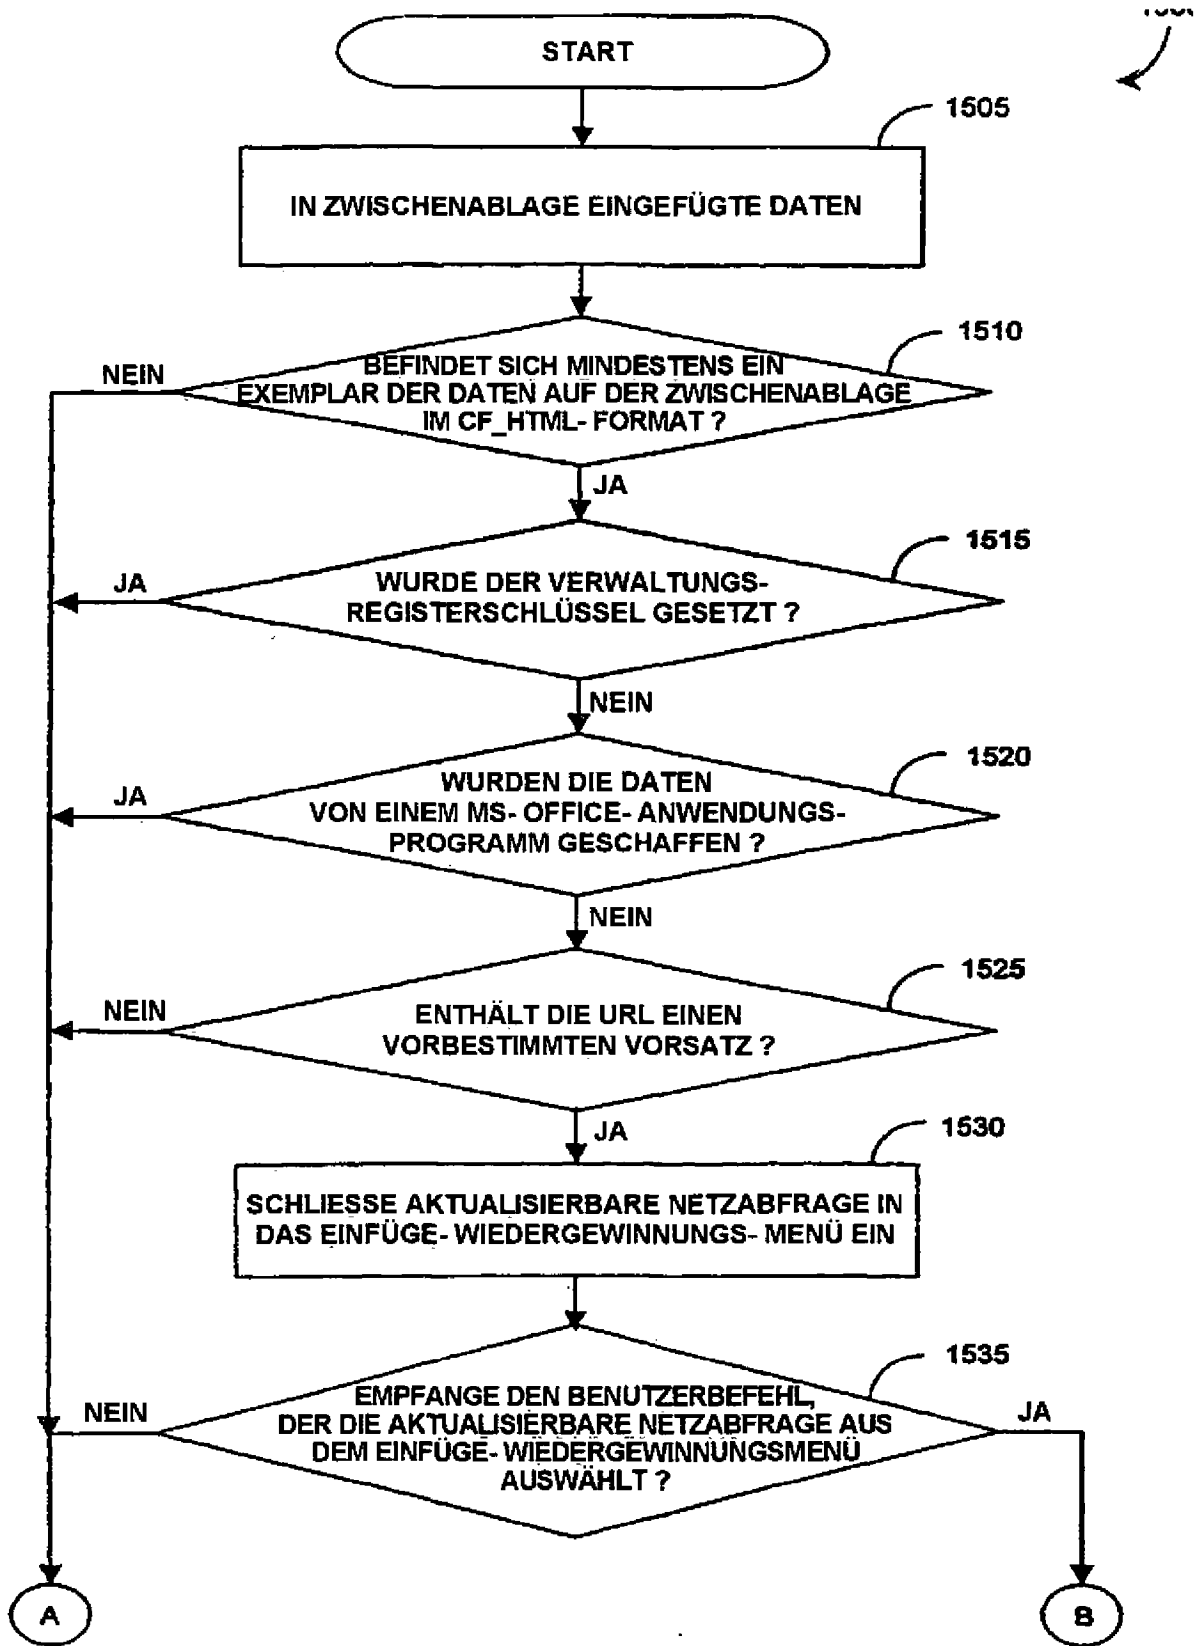 START
1505
IN ZWISCHENABLAGE EINGEFÜGTE DATEN
1510
NEIN
BEFINDET SICH MINDESTENS EIN
EXEMPLAR DER DATEN AUF DER ZWISCHENABLAGE
IM CF_HTML- FORMAT ?
JA
1515
JA
WURDE DER VERWALTUNGS-
REGISTERSCHLÜSSEL GESETZT ?
NEIN
1520
JA
WURDEN DIE DATEN
VON EINEM MS- OFFICE- ANWENDUNGS-
PROGRAMM GESCHAFFEN ?
NEIN
1525
NEIN
ENTHÄLT DIE URL EINEN
VORBESTIMMTEN VORSATZ ?
JA
1530
SCHLIESSE AKTUALISIERBARE NETZABFRAGE IN
DAS EINFÜGE- WIEDERGEWINNUNGS- MENÜ EIN
1535
NEIN
EMPFANGE DEN BENUTZERBEFEHL,
DER DIE AKTUALISIERBARE NETZABFRAGE AUS
DEM EINFÜGE- WIEDERGEWINNUNGSMENÜ
AUSWÄHLT ?
JA
A
B